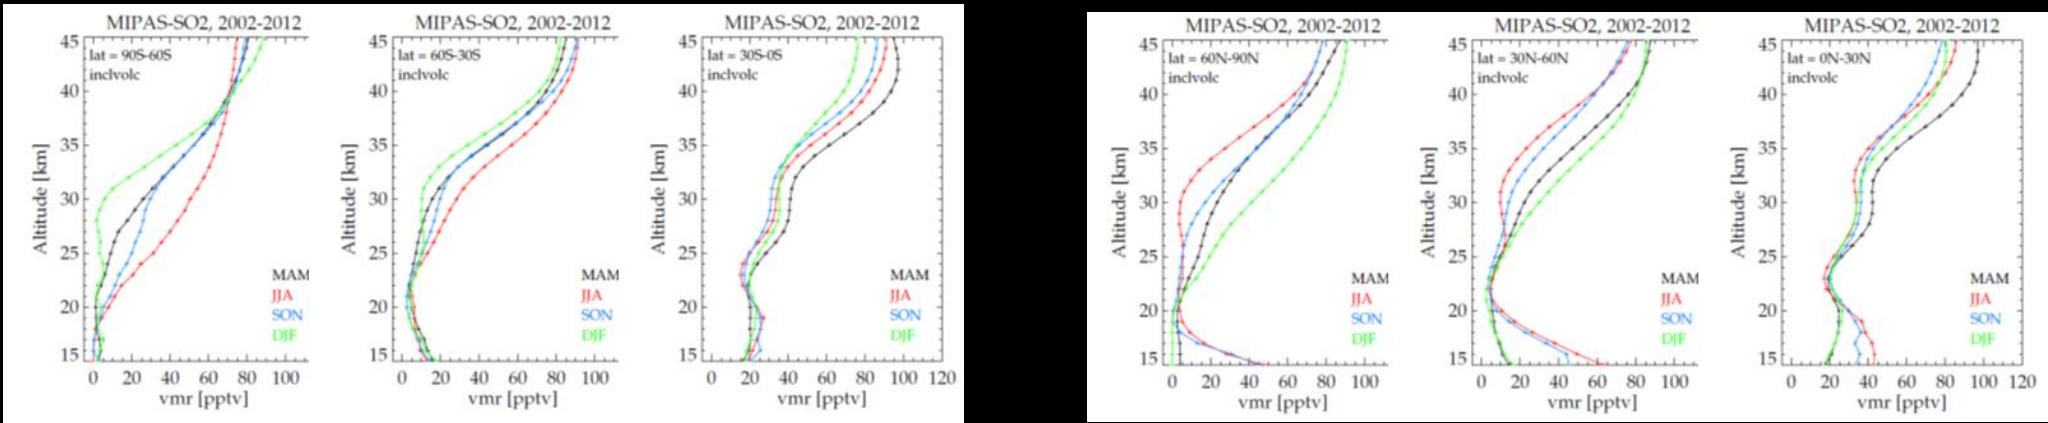 MIPAS-SO2, 2002-2012
45
40
35
30
25
20
15
Altitude [km]
lat = 90S-60S
inclvolc
MAM
JJA
SON
DJF
0 20 40 60 80 100
vmr [pptv]
MIPAS-SO2, 2002-2012
45
40
35
30
25
20
15
Altitude [km]
lat = 60S-30S
inclvolc
MAM
JJA
SON
DJF
0 20 40 60 80 100
vmr [pptv]
MIPAS-SO2, 2002-2012
45
40
35
30
25
20
15
Altitude [km]
lat = 30S-0S
inclvolc
MAM
JJA
SON
DJF
0 20 40 60 80 100 120
vmr [pptv]
MIPAS-SO2, 2002-2012
45
40
35
30
25
20
15
Altitude [km]
lat = 60N-90N
inclvolc
MAM
JJA
SON
DJF
0 20 40 60 80 100
vmr [pptv]
MIPAS-SO2, 2002-2012
45
40
35
30
25
20
15
Altitude [km]
lat = 30N-60N
inclvolc
MAM
JJA
SON
DJF
0 20 40 60 80 100
vmr [pptv]
MIPAS-SO2, 2002-2012
45
40
35
30
25
20
15
Altitude [km]
lat = 0N-30N
inclvolc
MAM
JJA
SON
DJF
0 20 40 60 80 100 120
vmr [pptv]